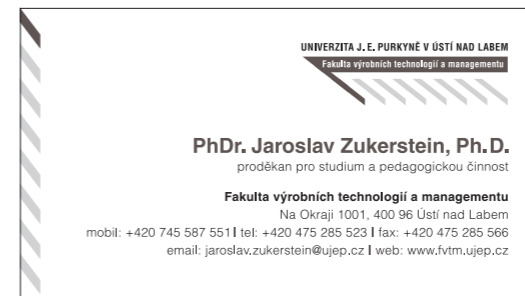 UNIVERZITA J. E. PURKYNĚ V ÚSTÍ NAD LABEM
Fakulta výrobních technologií a managementu
PhDr. Jaroslav Zukerstein, Ph.D.
proděkan pro studium a pedagogickou činnost
Fakulta výrobních technologií a managementu
Na Okraji 1001, 400 96 Ústí nad Labem
mobil: +420 745 587 551 I tel: +420 475 285 523 I fax: +420 475 285 566
email: jaroslav.zukerstein@ujep.cz I web: www.fvtm.ujep.cz